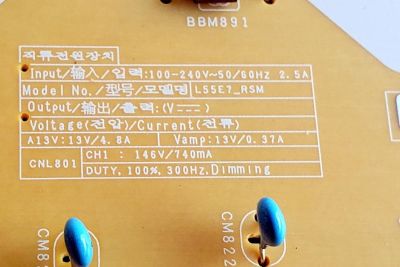 BBM891
직류전원장치
Input/输入/입력:100-240V~50/60Hz 2.5A
Model No./型号/모델명 L55E7_RSM
Output/输出/출력:(V⎓)
Voltage(전압)/Current(전류)
A13V:13V/4.8A Vamp:13V/0.37A
CNL801 CH1 : 146V/740mA
DUTY, 100%, 300Hz, Dimming
CM822